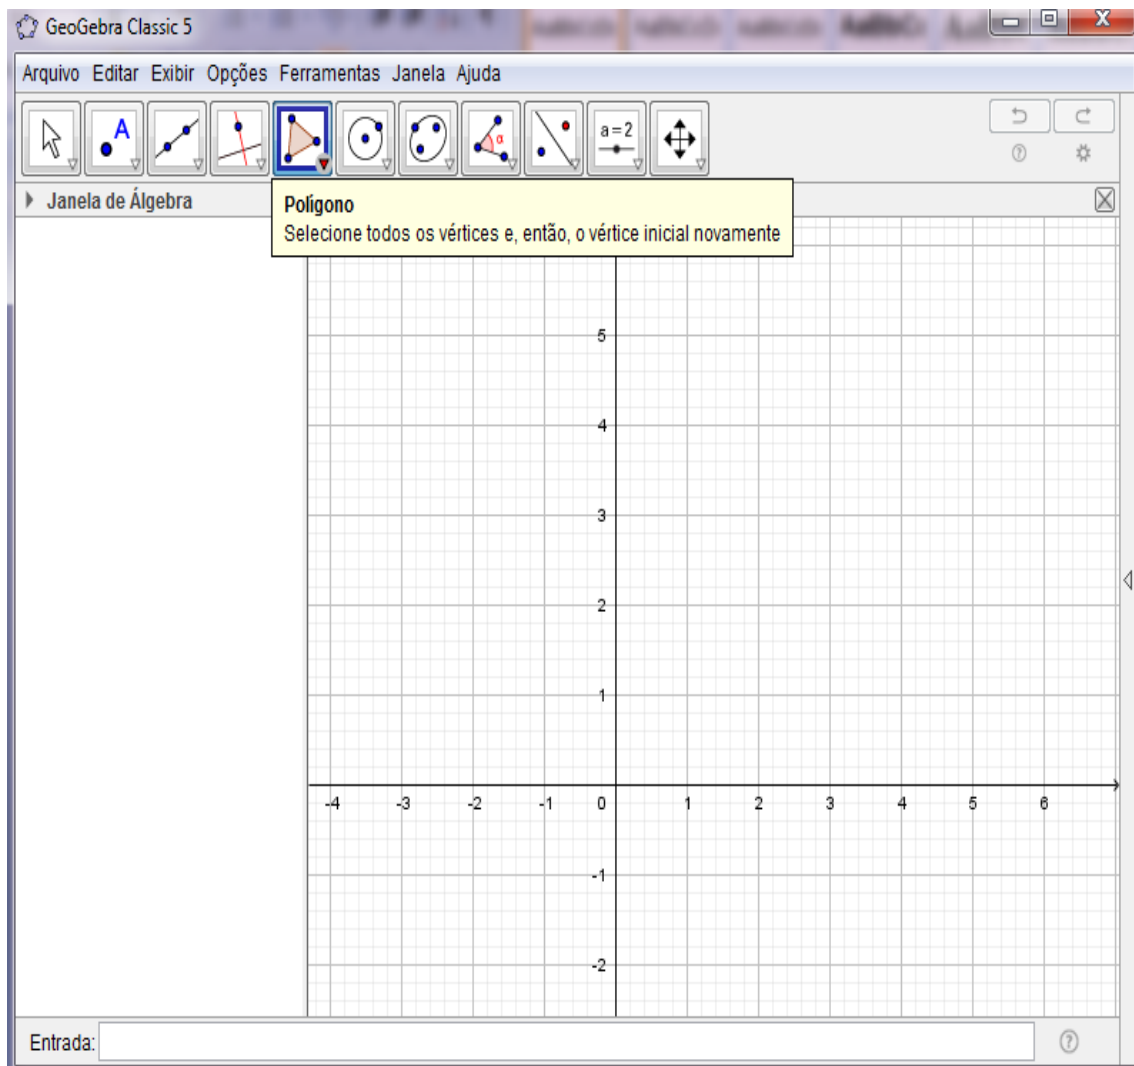 GeoGebra Classic 5
Arquivo Editar Exibir Opções Ferramentas Janela Ajuda
A
α
a=2
Janela de Álgebra
Polígono
Selecione todos os vértices e, então, o vértice inicial novamente
5
4
3
2
1
-4 -3 -2 -1 0 1 2 3 4 5 6
-1
-2
Entrada: